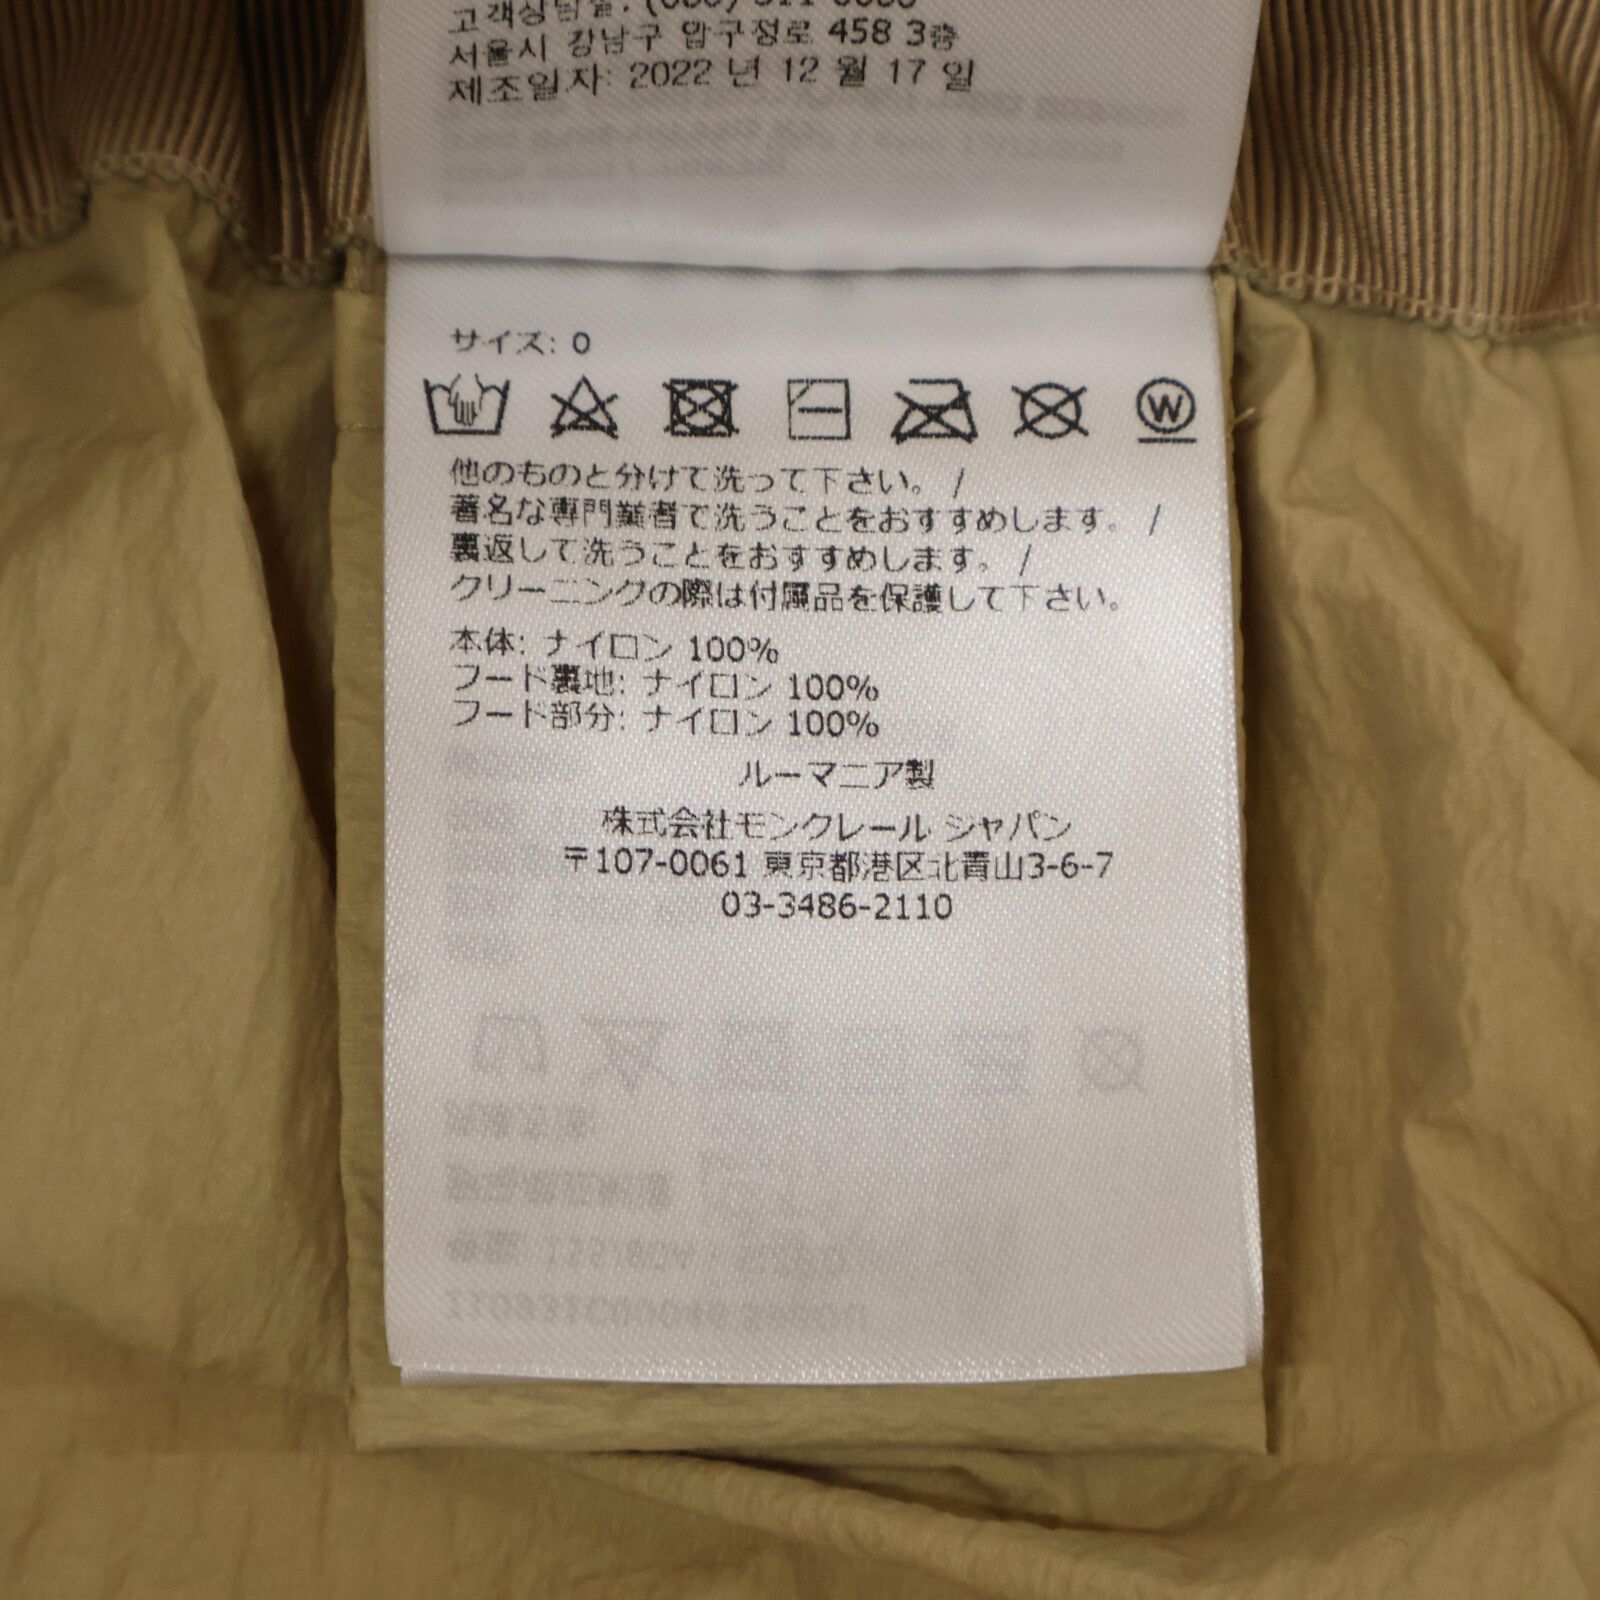 고객상담실:
서울시 강남구 압구정로 458 3층
제조일자: 2022 년 12 월 17 일
サイズ: 0
W
他のものと分けて洗って下さい。 /
著名な専門業者で洗うことをおすすめします。 /
裏返して洗うことをおすすめします。 /
クリーニングの際は付属品を保護して下さい。
本体: ナイロン 100%
フード裏地: ナイロン 100%
フード部分: ナイロン 100%
ルーマニア製
株式会社モンクレール ジャパン
〒107-0061 東京都港区北青山3-6-7
03-3486-2110